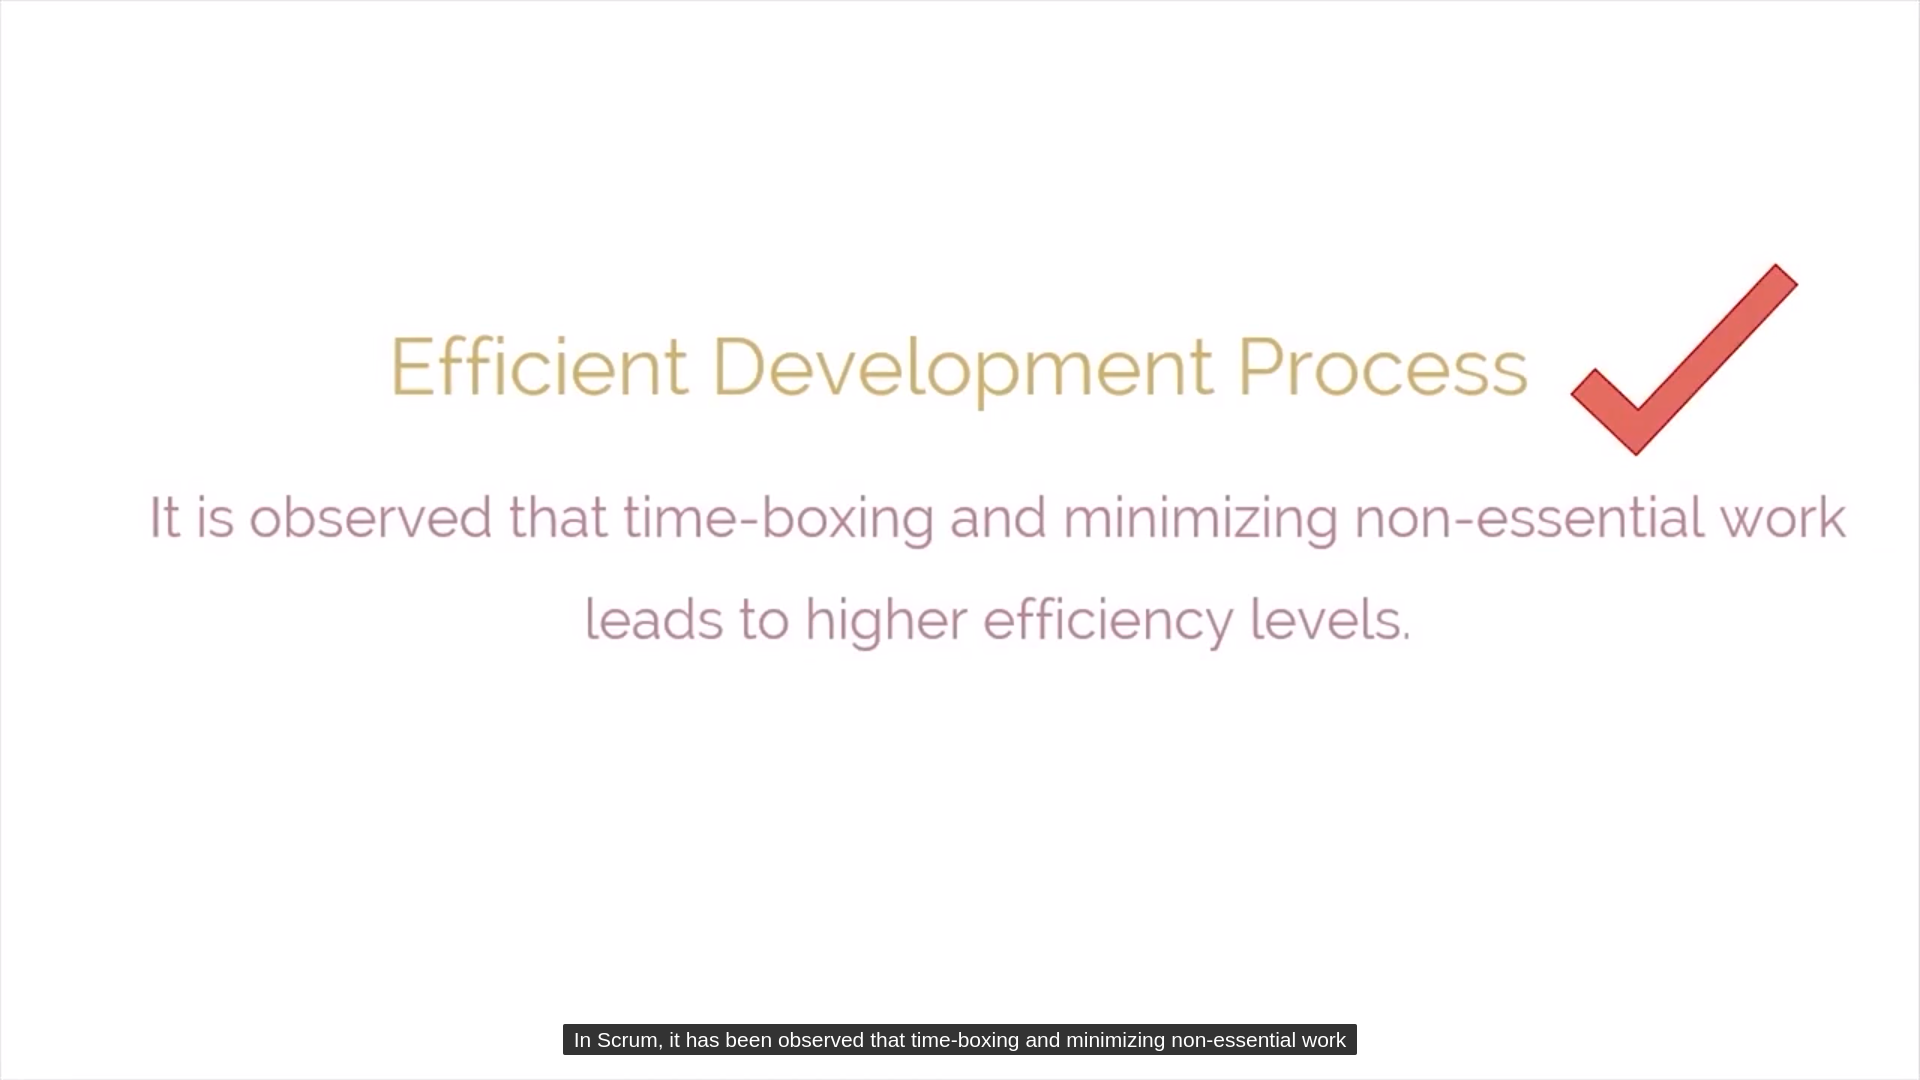 Efficient Development Process
It is observed that time-boxing and minimizing non-essential work
leads to higher efficiency levels.
In Scrum, it has been observed that time-boxing and minimizing non-essential work